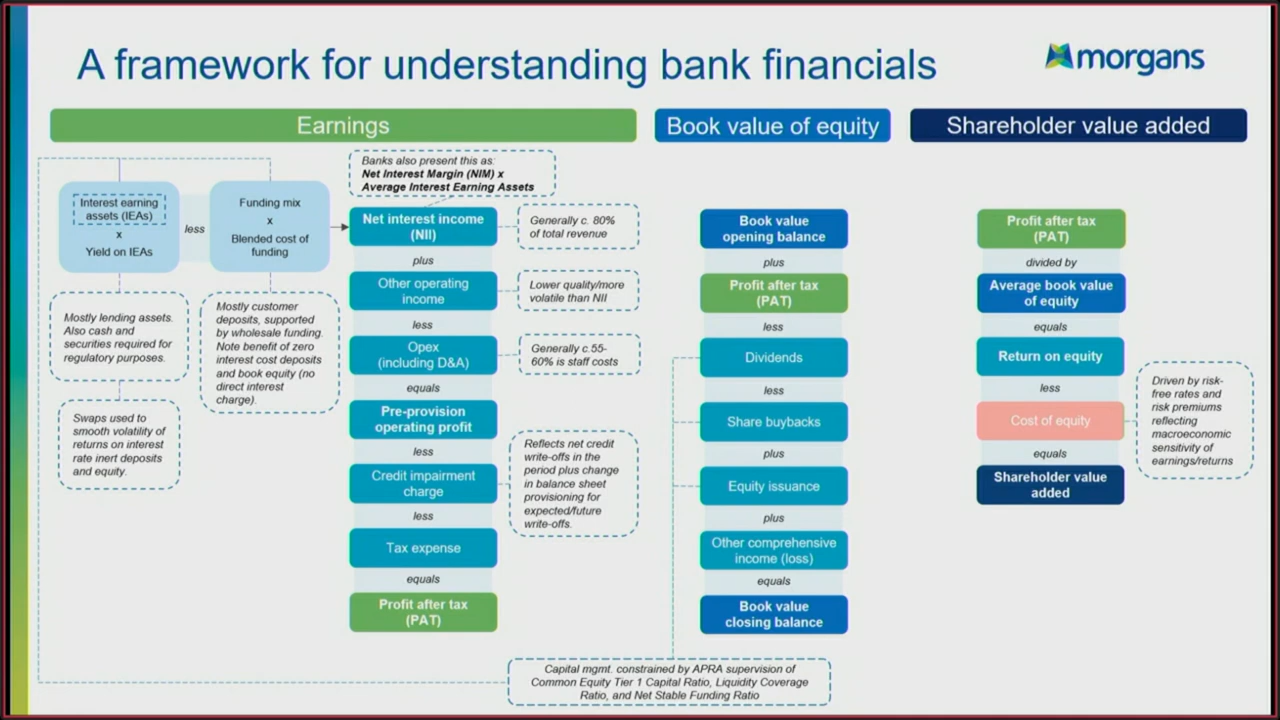 A framework for understanding bank financials
morgans
Earnings
Book value of equity
Shareholder value added
Interest earning
assets (IEAs)
x
Yield on IEAs
less
Funding mix
x
Blended cost of
funding
Mostly lending assets.
Also cash and
securities required for
regulatory purposes.
Swaps used to
smooth volatility of
returns on interest
rate inert deposits
and equity.
Mostly customer
deposits, supported
by wholesale funding.
Note benefit of zero
interest cost deposits
and book equity (no
direct interest
charge).
Banks also present this as:
Net Interest Margin (NIM) x
Average Interest Earning Assets
Net interest income
(NII)
Generally c. 80%
of total revenue
plus
Other operating
income
Lower quality/more
volatile than NII
less
Opex
(including D&A)
Generally c.55-
60% is staff costs
equals
Pre-provision
operating profit
less
Credit impairment
charge
Reflects net credit
write-offs in the
period plus change
in balance sheet
provisioning for
expected/future
write-offs.
less
Tax expense
equals
Profit after tax
(PAT)
Book value
opening balance
plus
Profit after tax
(PAT)
less
Dividends
less
Share buybacks
plus
Equity issuance
plus
Other comprehensive
income (loss)
equals
Book value
closing balance
Capital mgmt. constrained by APRA supervision of
Common Equity Tier 1 Capital Ratio, Liquidity Coverage
Ratio, and Net Stable Funding Ratio
Profit after tax
(PAT)
divided by
Average book value
of equity
equals
Return on equity
less
Cost of equity
equals
Shareholder value
added
Driven by risk-
free rates and
risk premiums
reflecting
macroeconomic
sensitivity of
earnings/returns